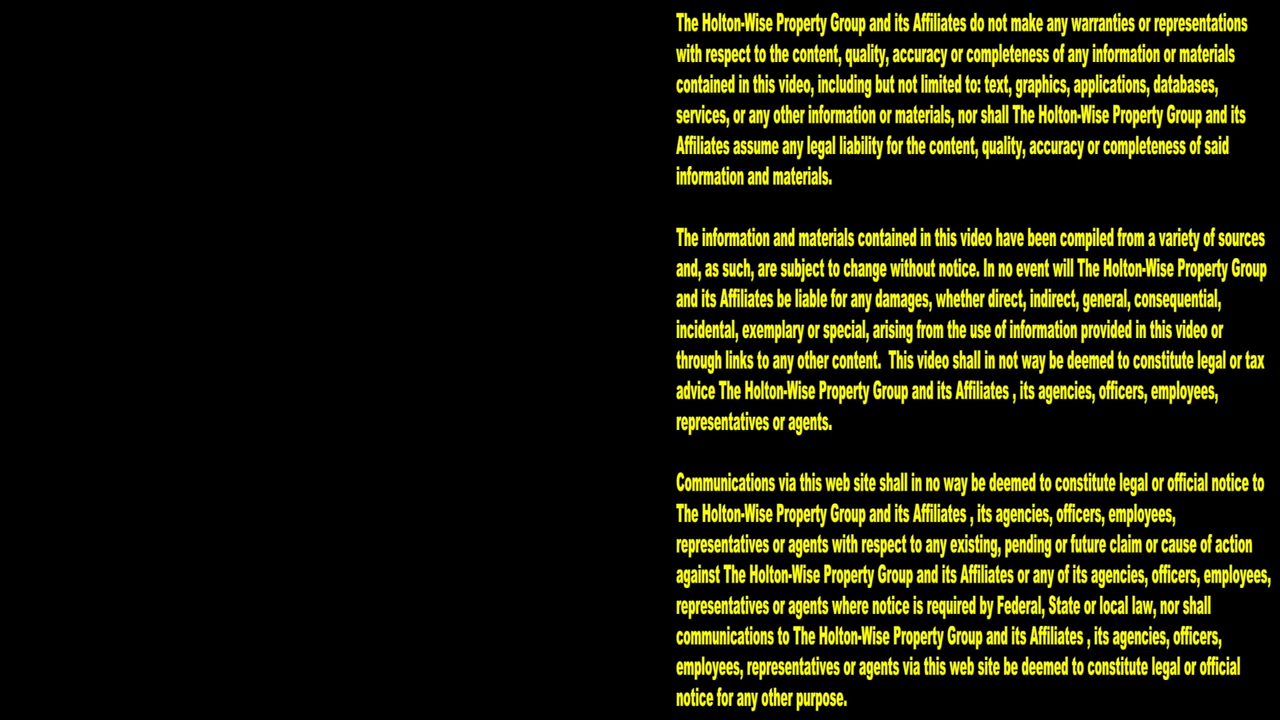 The Holton-Wise Property Group and its Affiliates do not make any warranties or representations
with respect to the content, quality, accuracy or completeness of any information or materials
contained in this video, including but not limited to: text, graphics, applications, databases,
services, or any other information or materials, nor shall The Holton-Wise Property Group and its
Affiliates assume any legal liability for the content, quality, accuracy or completeness of said
information and materials.
The information and materials contained in this video have been compiled from a variety of sources
and, as such, are subject to change without notice. In no event will The Holton-Wise Property Group
and its Affiliates be liable for any damages, whether direct, indirect, general, consequential,
incidental, exemplary or special, arising from the use of information provided in this video or
through links to any other content.  This video shall in not way be deemed to constitute legal or tax
advice The Holton-Wise Property Group and its Affiliates , its agencies, officers, employees,
representatives or agents.
Communications via this web site shall in no way be deemed to constitute legal or official notice to
The Holton-Wise Property Group and its Affiliates , its agencies, officers, employees,
representatives or agents with respect to any existing, pending or future claim or cause of action
against The Holton-Wise Property Group and its Affiliates or any of its agencies, officers, employees,
representatives or agents where notice is required by Federal, State or local law, nor shall
communications to The Holton-Wise Property Group and its Affiliates , its agencies, officers,
employees, representatives or agents via this web site be deemed to constitute legal or official
notice for any other purpose.